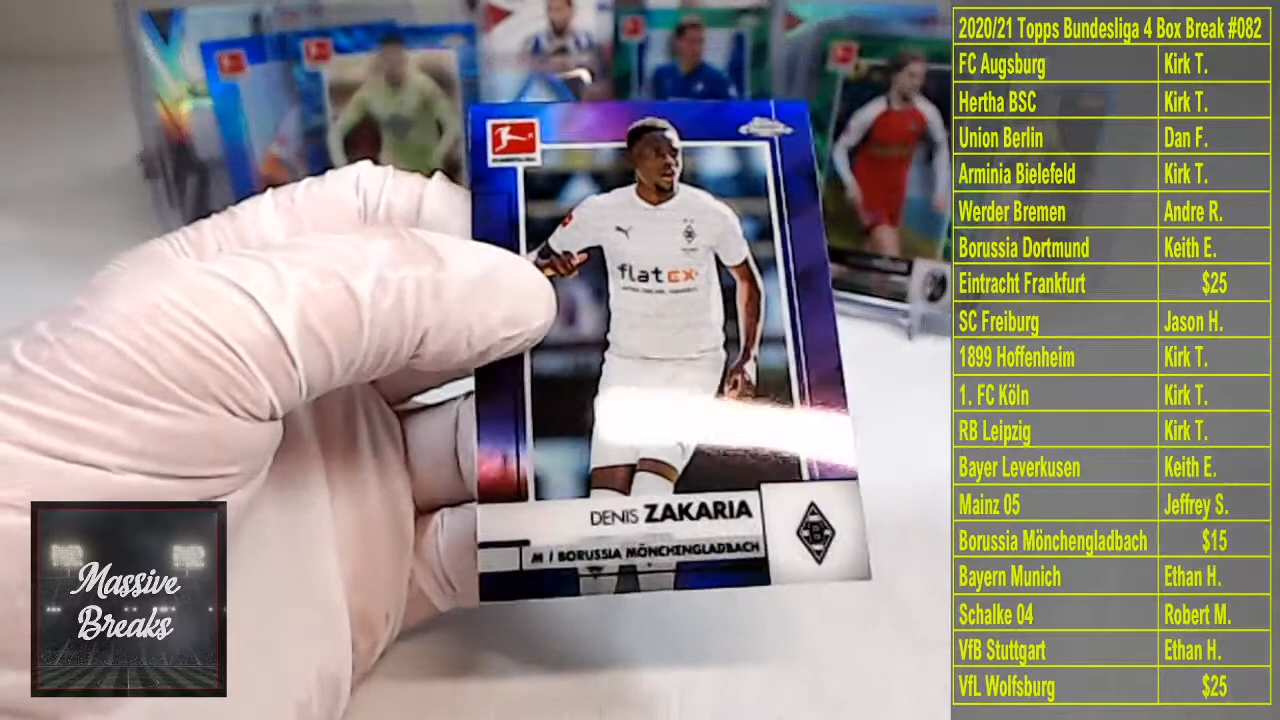 flatex
DENIS ZAKARIA
M / BORUSSIA MÖNCHENGLADBACH
Massive
Breaks
2020/21 Topps Bundesliga 4 Box Break #082
FC Augsburg Kirk T.
Hertha BSC Kirk T.
Union Berlin Dan F.
Arminia Bielefeld Kirk T.
Werder Bremen Andre R.
Borussia Dortmund Keith E.
Eintracht Frankfurt $25
SC Freiburg Jason H.
1899 Hoffenheim Kirk T.
1. FC Köln Kirk T.
RB Leipzig Kirk T.
Bayer Leverkusen Keith E.
Mainz 05 Jeffrey S.
Borussia Mönchengladbach $15
Bayern Munich Ethan H.
Schalke 04 Robert M.
VfB Stuttgart Ethan H.
VfL Wolfsburg $25